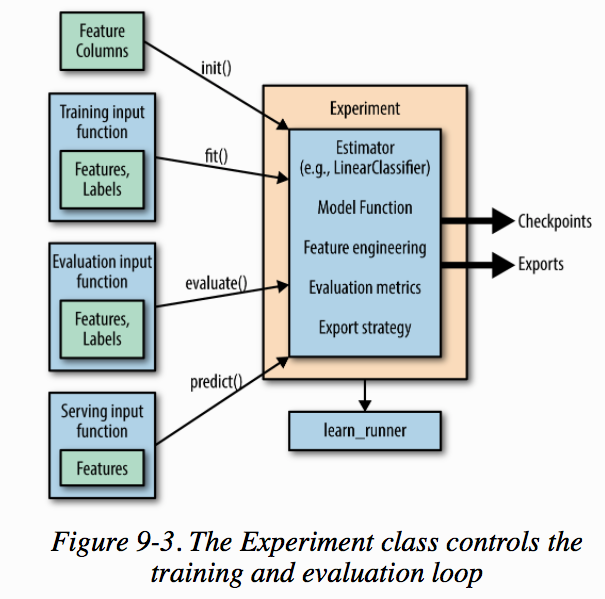 Feature
Columns
init()
Training input
function
Features,
Labels
fit()
Evaluation input
function
Features,
Labels
evaluate()
Serving input
function
Features
predict()
Experiment
Estimator
(e.g., LinearClassifier)
Model Function
Feature engineering
Evaluation metrics
Export strategy
Checkpoints
Exports
learn_runner
Figure 9-3. The Experiment class controls the
training and evaluation loop